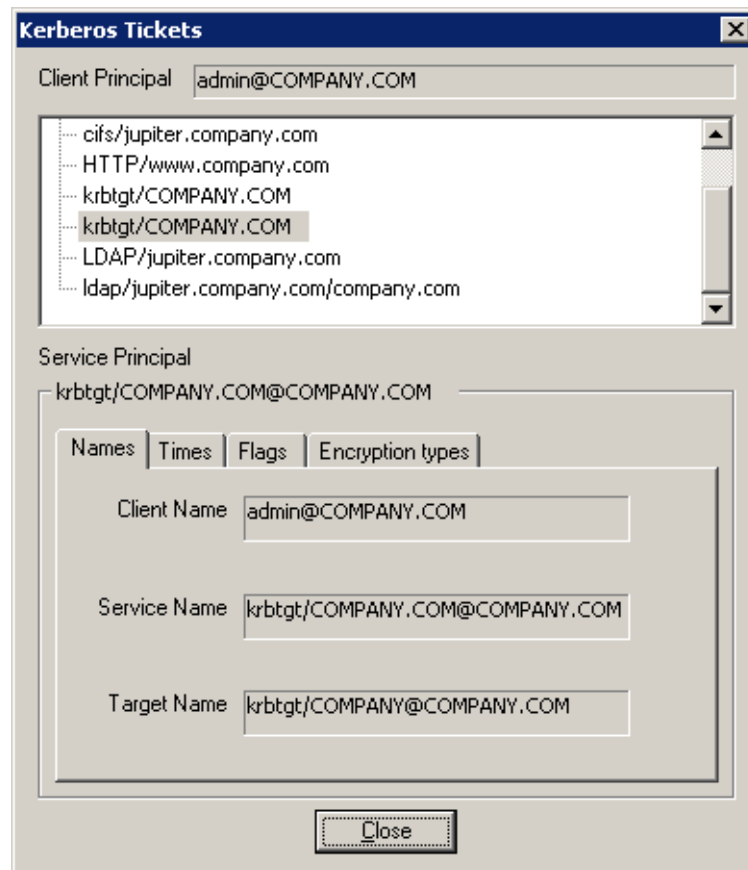 Kerberos Tickets
Client Principal admin@COMPANY.COM
cifs/jupiter.company.com
HTTP/www.company.com
krbtgt/COMPANY.COM
krbtgt/COMPANY.COM
LDAP/jupiter.company.com
ldap/jupiter.company.com/company.com
Service Principal
krbtgt/COMPANY.COM@COMPANY.COM
Names Times Flags Encryption types
Client Name admin@COMPANY.COM
Service Name krbtgt/COMPANY.COM@COMPANY.COM
Target Name krbtgt/COMPANY@COMPANY.COM
Close